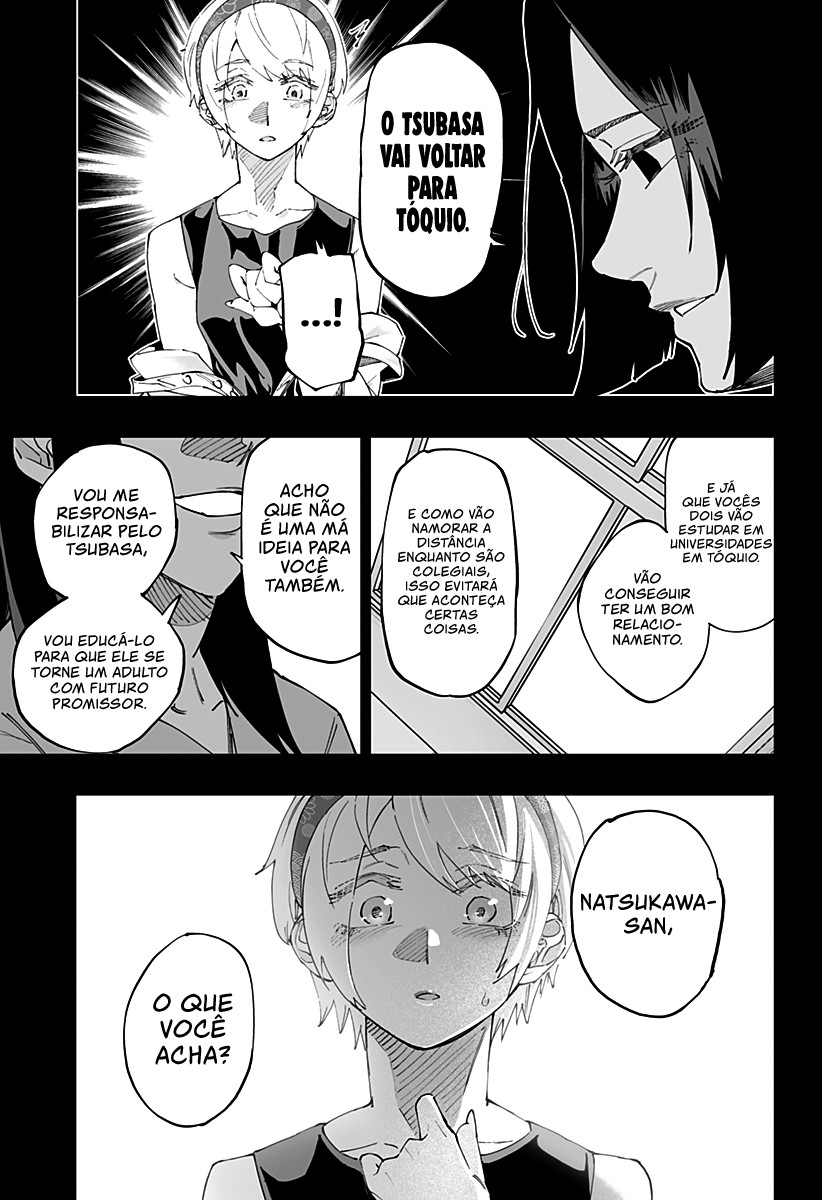 O TSUBASA
VAI VOLTAR
PARA
TÓQUIO.
...!
E JÁ
QUE VOCÊS
DOIS VÃO
ESTUDAR EM
UNIVERSIDADES
EM TÓQUIO.
VÃO
CONSEGUIR
TER UM BOM
RELACIO-
NAMENTO.
E COMO VÃO
NAMORAR A
DISTÂNCIA
ENQUANTO SÃO
COLEGIAIS,
ISSO EVITARÁ
QUE ACONTEÇA
CERTAS
COISAS.
ACHO
QUE NÃO
É UMA MÁ
IDEIA PARA
VOCÊ
TAMBÉM.
VOU ME
RESPONSA-
BILIZAR PELO
TSUBASA,
VOU EDUCÁ-LO
PARA QUE ELE SE
TORNE UM ADULTO
COM FUTURO
PROMISSOR.
NATSUKAWA-
SAN,
O QUE
VOCÊ
ACHA?